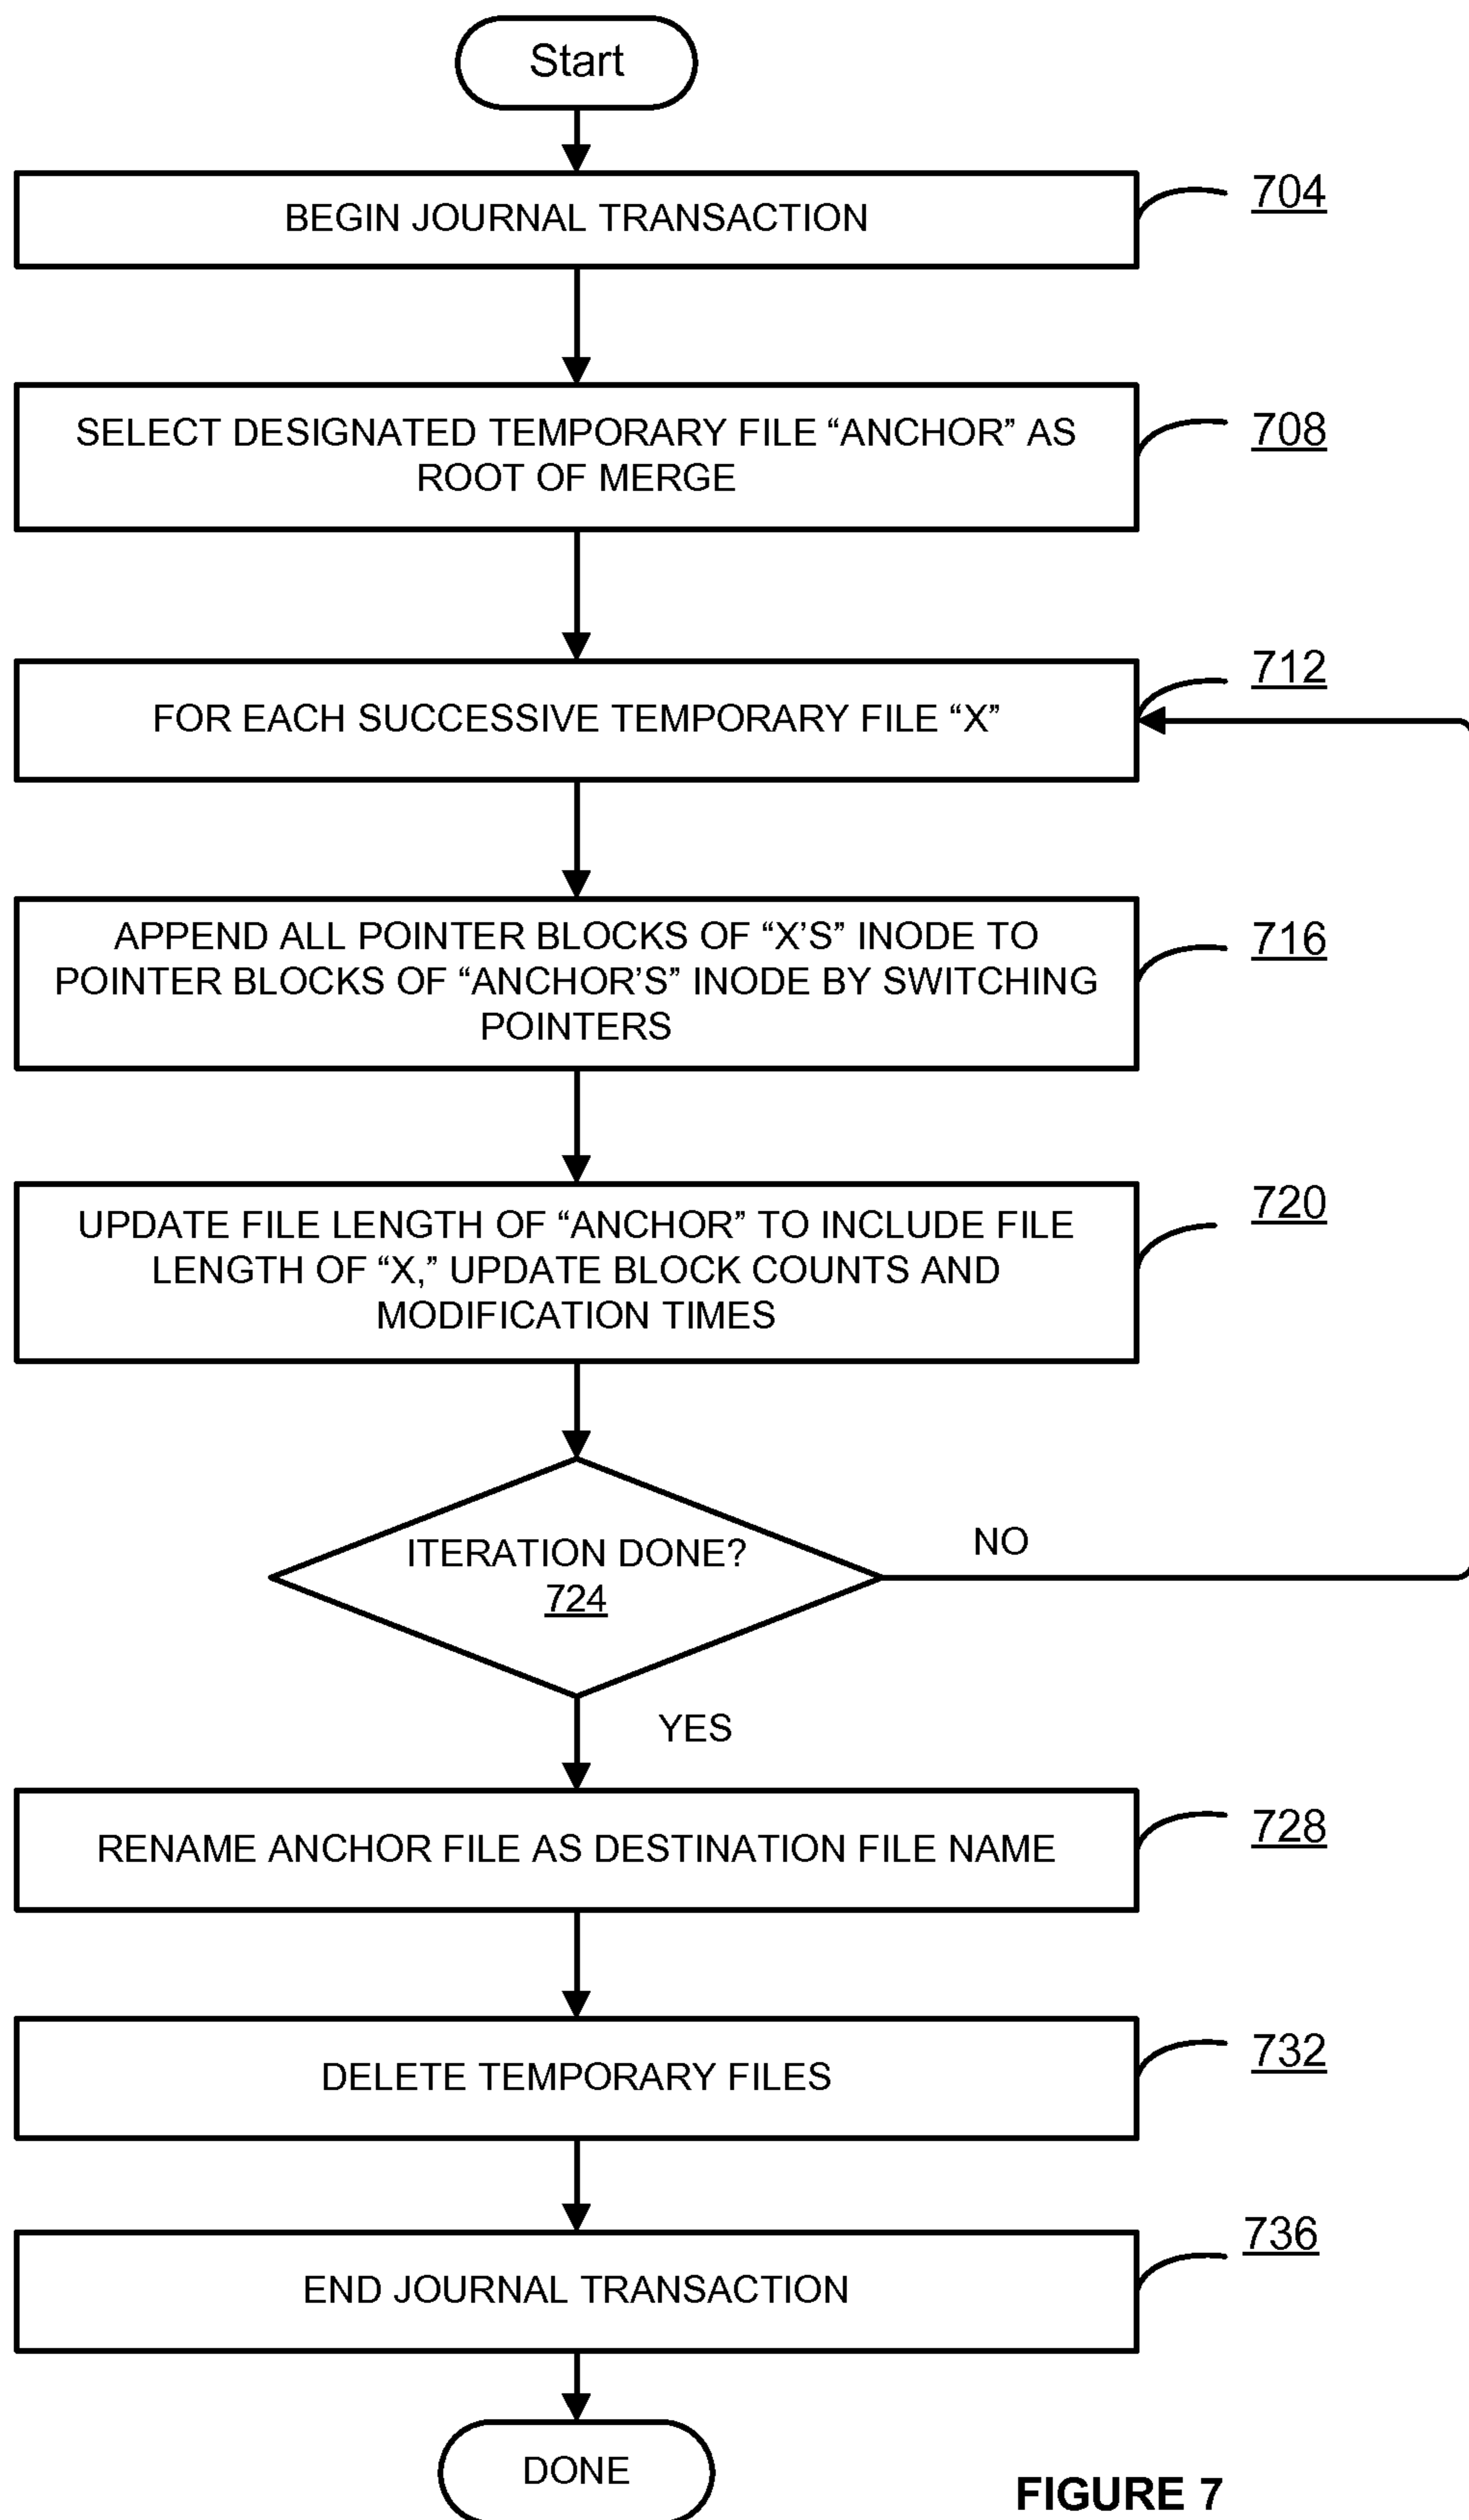 Start
BEGIN JOURNAL TRANSACTION
704
SELECT DESIGNATED TEMPORARY FILE “ANCHOR” AS
ROOT OF MERGE
708
FOR EACH SUCCESSIVE TEMPORARY FILE “X”
712
APPEND ALL POINTER BLOCKS OF “X’S” INODE TO
POINTER BLOCKS OF “ANCHOR’S” INODE BY SWITCHING
POINTERS
716
UPDATE FILE LENGTH OF “ANCHOR” TO INCLUDE FILE
LENGTH OF “X,” UPDATE BLOCK COUNTS AND
MODIFICATION TIMES
720
ITERATION DONE?
724
NO
YES
RENAME ANCHOR FILE AS DESTINATION FILE NAME
728
DELETE TEMPORARY FILES
732
END JOURNAL TRANSACTION
736
DONE
FIGURE 7